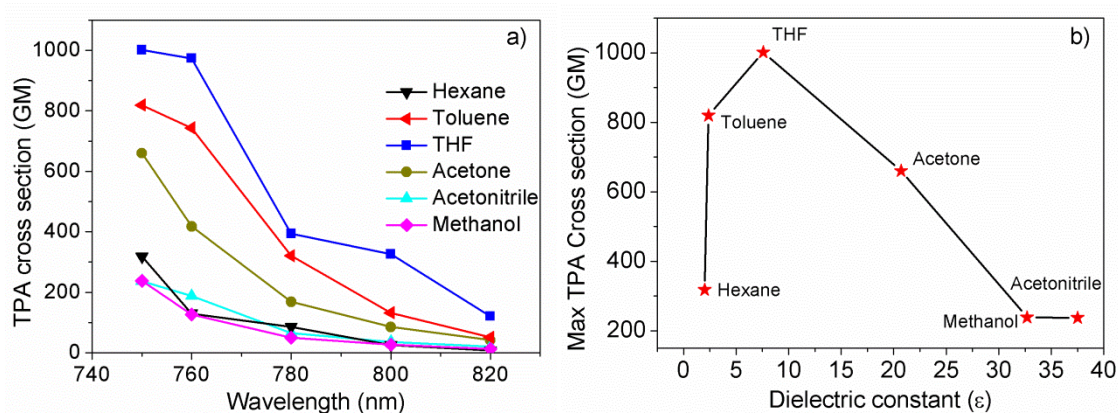 a)
1000
800
600
400
200
0
740
760
780
800
820
TPA cross section (GM)
Wavelength (nm)
Hexane
Toluene
THF
Acetone
Acetonitrile
Methanol
b)
1000
800
600
400
200
0
5
10
15
20
25
30
35
40
Max TPA Cross section (GM)
Dielectric constant (ε)
THF
Toluene
Acetone
Hexane
Acetonitrile
Methanol